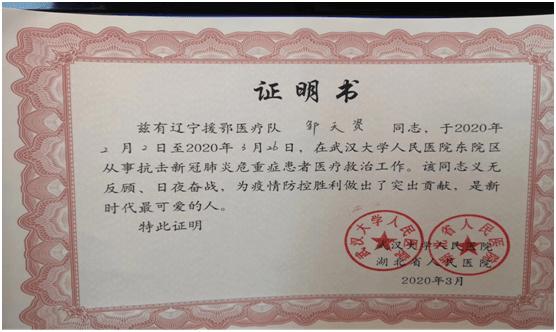 证明书
兹有辽宁援鄂医疗队 邹天资 同志，于2020年
2月2日至2020年3月26日，在武汉大学人民医院东院区
从事抗击新冠肺炎危重症患者医疗救治工作。该同志义无
反顾、日夜奋战，为疫情防控胜利做出了突出贡献，是新
时代最可爱的人。
特此证明
武汉大学人民医院
湖北省人民医院
2020年3月